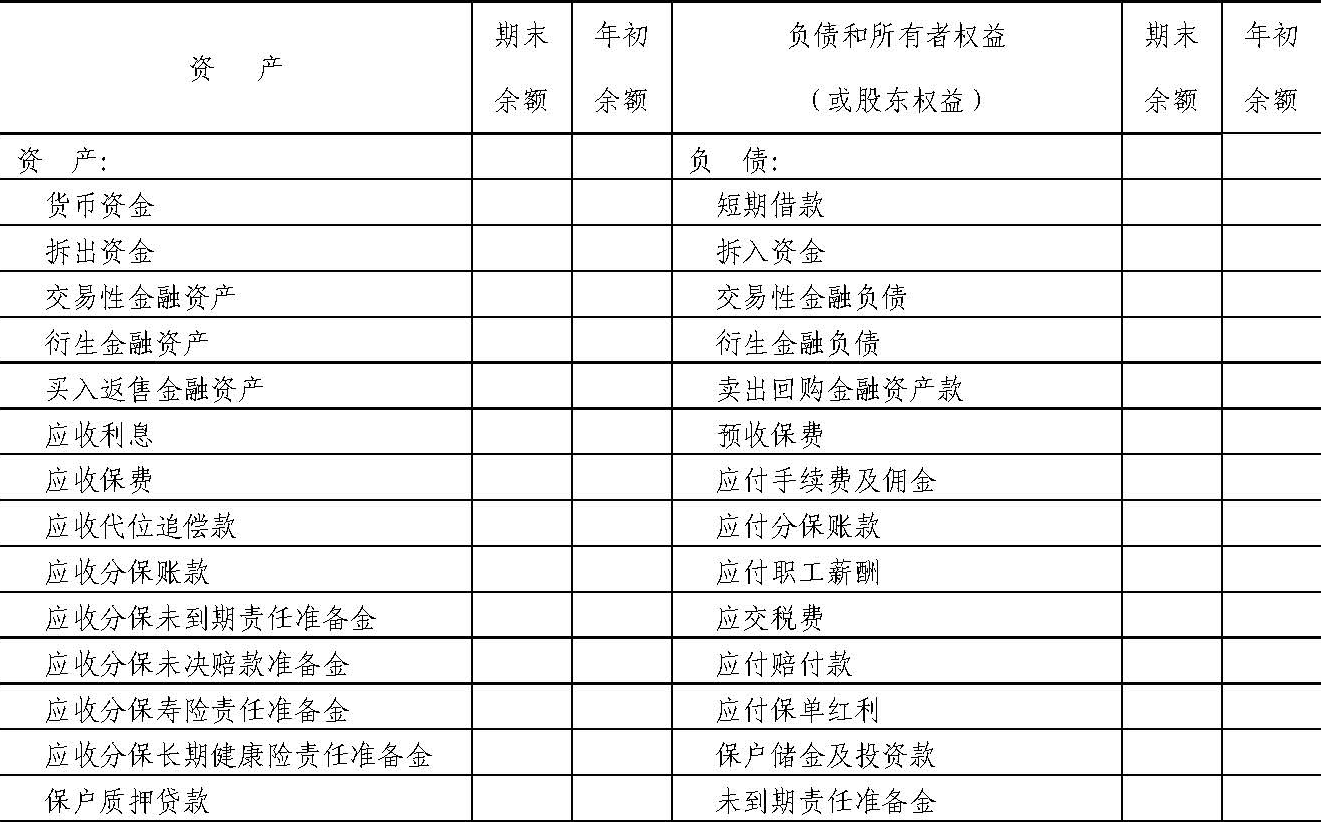 资 产 期末余额 年初余额 负债和所有者权益（或股东权益） 期末余额 年初余额
资 产: 负 债:
货币资金 短期借款
拆出资金 拆入资金
交易性金融资产 交易性金融负债
衍生金融资产 衍生金融负债
买入返售金融资产 卖出回购金融资产款
应收利息 预收保费
应收保费 应付手续费及佣金
应收代位追偿款 应付分保账款
应收分保账款 应付职工薪酬
应收分保未到期责任准备金 应交税费
应收分保未决赔款准备金 应付赔付款
应收分保寿险责任准备金 应付保单红利
应收分保长期健康险责任准备金 保户储金及投资款
保户质押贷款 未到期责任准备金